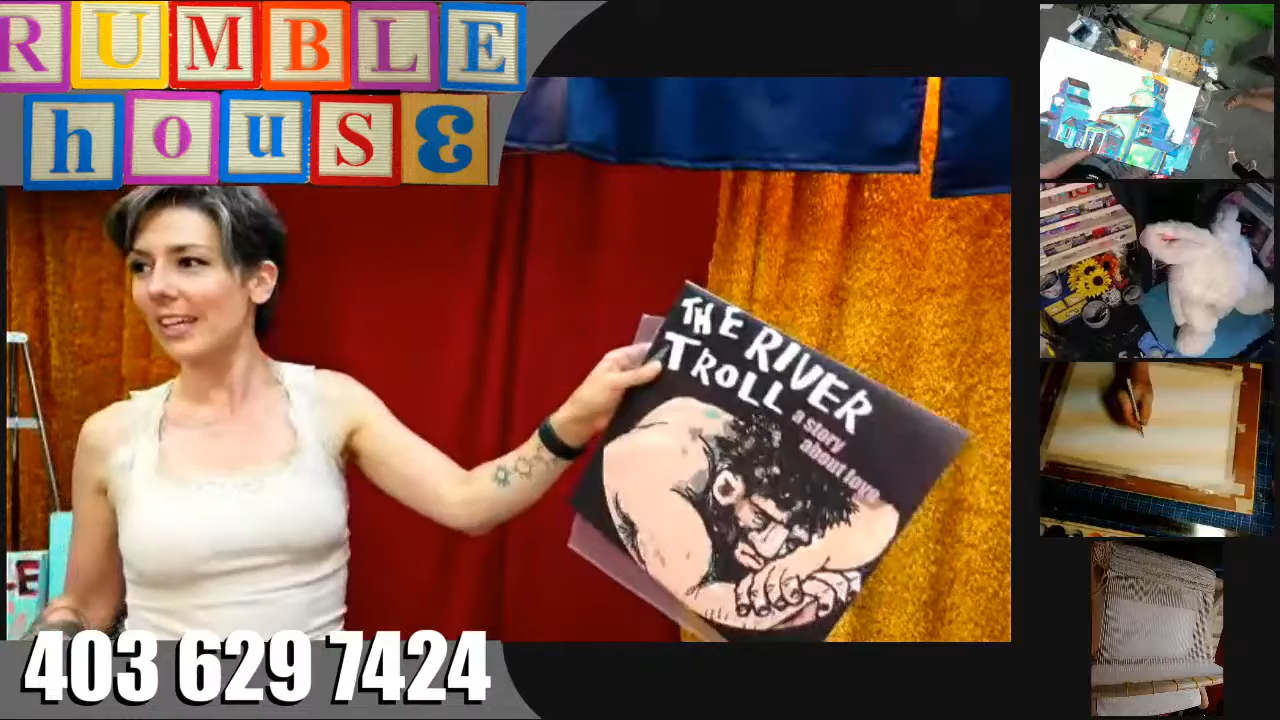 RUMBLE
houSE
THE RIVER
TROLL
a story
about love
E
403 629 7424